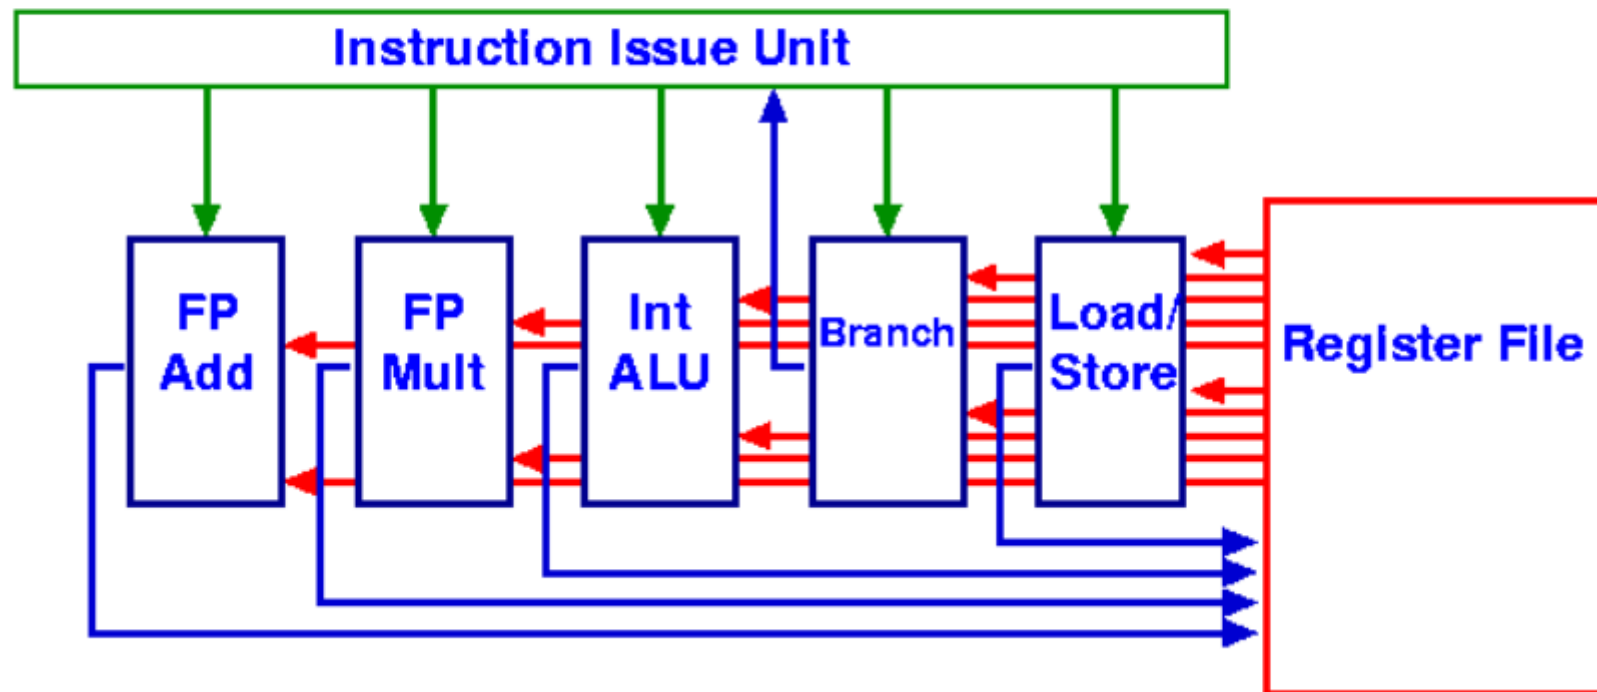 Instruction Issue Unit
FP
Add
FP
Mult
Int
ALU
Branch
Load/
Store
Register File